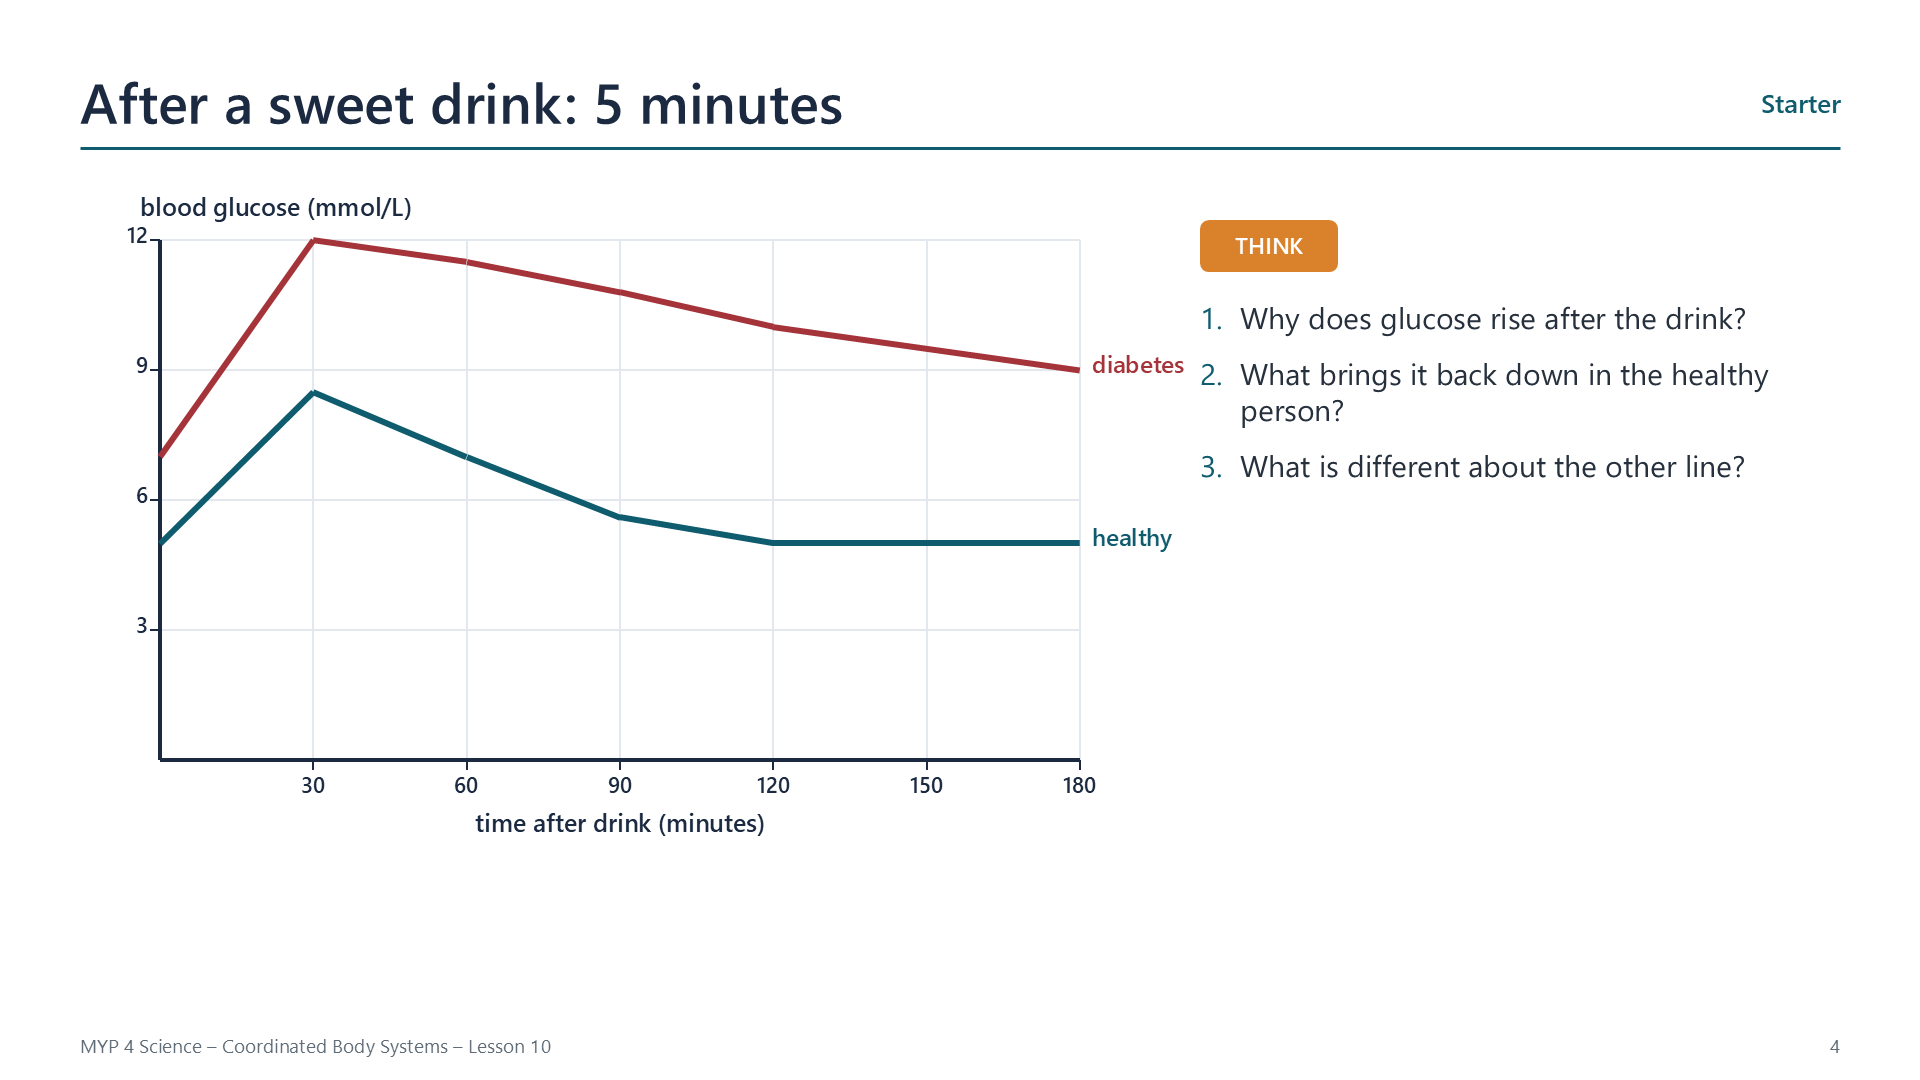 After a sweet drink: 5 minutes
Starter
blood glucose (mmol/L)
12
9
6
3
30 60 90 120 150 180
time after drink (minutes)
diabetes
healthy
THINK
1. Why does glucose rise after the drink?
2. What brings it back down in the healthy
person?
3. What is different about the other line?
MYP 4 Science – Coordinated Body Systems – Lesson 10
4